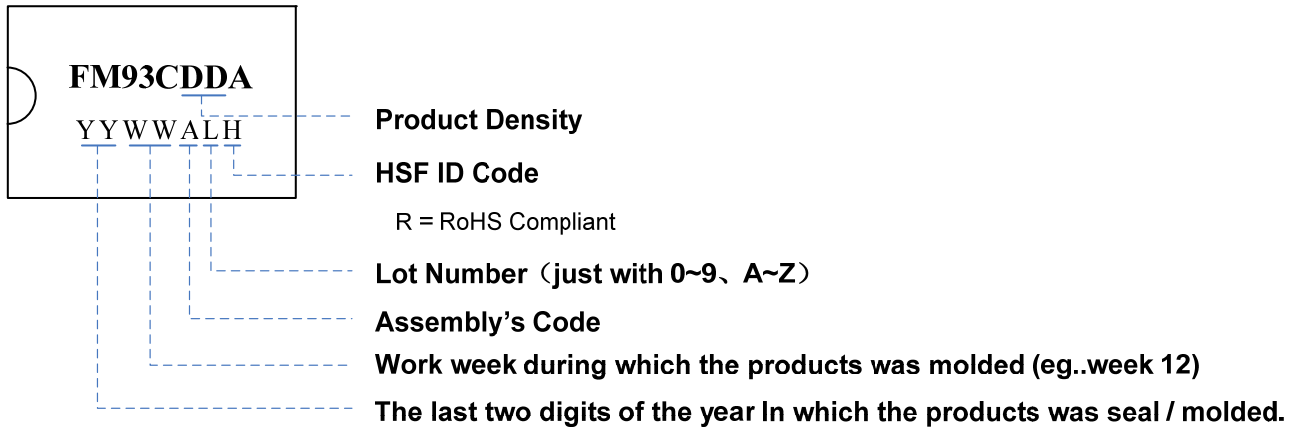 FM93CDDA
YYWWALH
Product Density
HSF ID Code
R = RoHS Compliant
Lot Number（just with 0~9、A~Z）
Assembly’s Code
Work week during which the products was molded (eg..week 12)
The last two digits of the year In which the products was seal / molded.